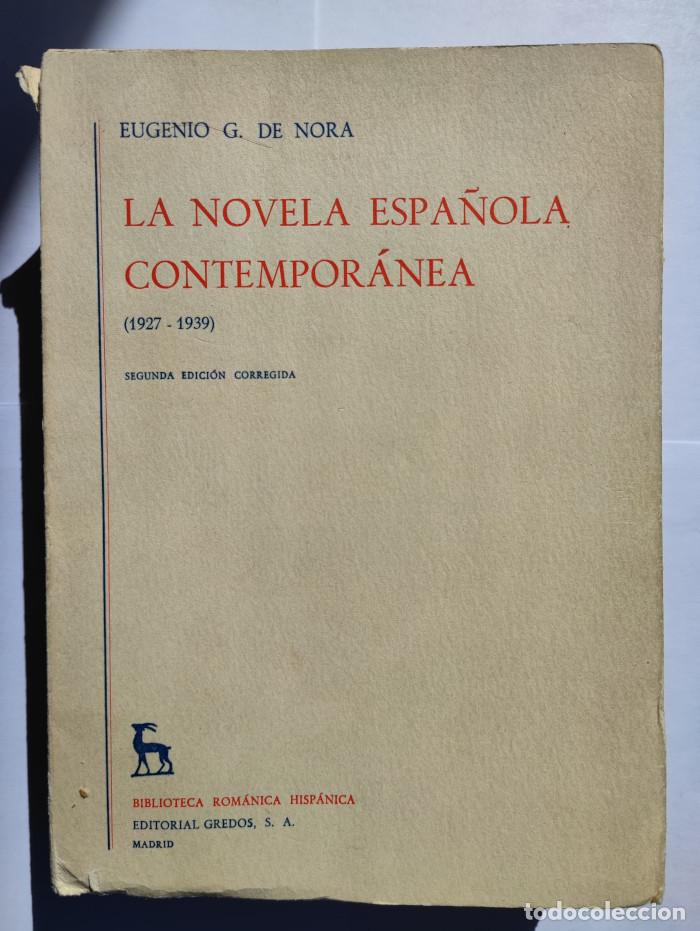 EUGENIO G. DE NORA
LA NOVELA ESPAÑOLA
CONTEMPORÁNEA
(1927 - 1939)
SEGUNDA EDICIÓN CORREGIDA
BIBLIOTECA ROMÁNICA HISPÁNICA
EDITORIAL GREDOS, S. A.
MADRID
todocoleccion